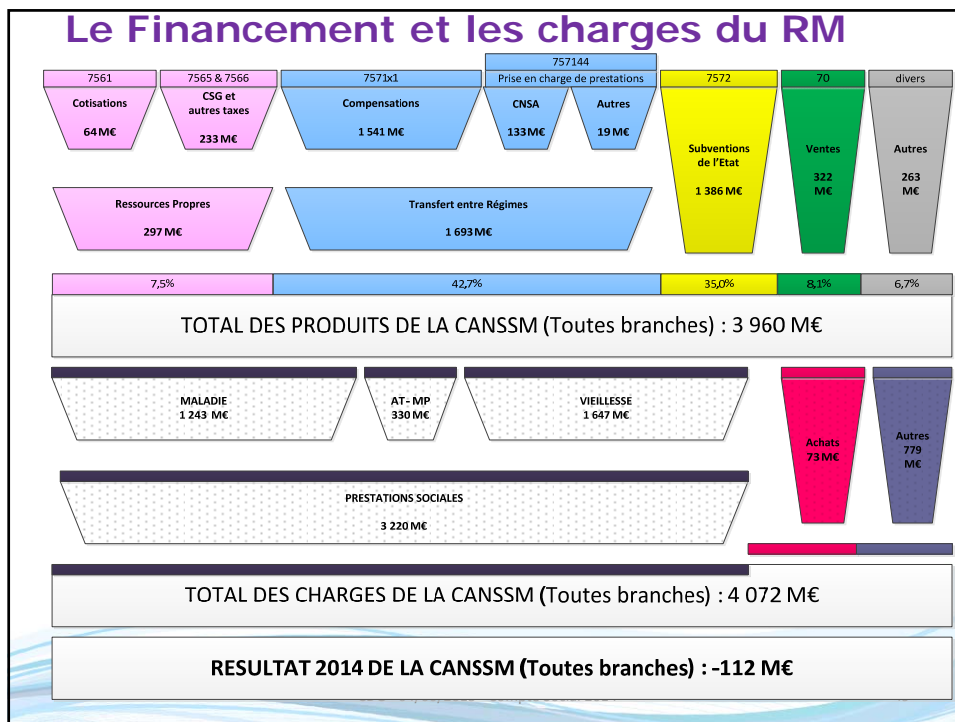 Le Financement et les charges du RM
757144
7561
7565 & 7566
7571x1
Prise en charge de prestations
7572
70
divers
Cotisations
64 M€
CSG et
autres taxes
233 M€
Compensations
1 541 M€
CNSA
133 M€
Autres
19 M€
Subventions
de l'Etat
1 386 M€
Ventes
322
M€
Autres
263
M€
Ressources Propres
297 M€
Transfert entre Régimes
1 693 M€
7,5%
42,7%
35,0%
8,1%
6,7%
TOTAL DES PRODUITS DE LA CANSSM (Toutes branches) : 3 960 M€
MALADIE
1 243 M€
AT- MP
330 M€
VIEILLESSE
1 647 M€
Achats
73 M€
Autres
779
M€
PRESTATIONS SOCIALES
3 220 M€
TOTAL DES CHARGES DE LA CANSSM (Toutes branches) : 4 072 M€
RESULTAT 2014 DE LA CANSSM (Toutes branches) : -112 M€